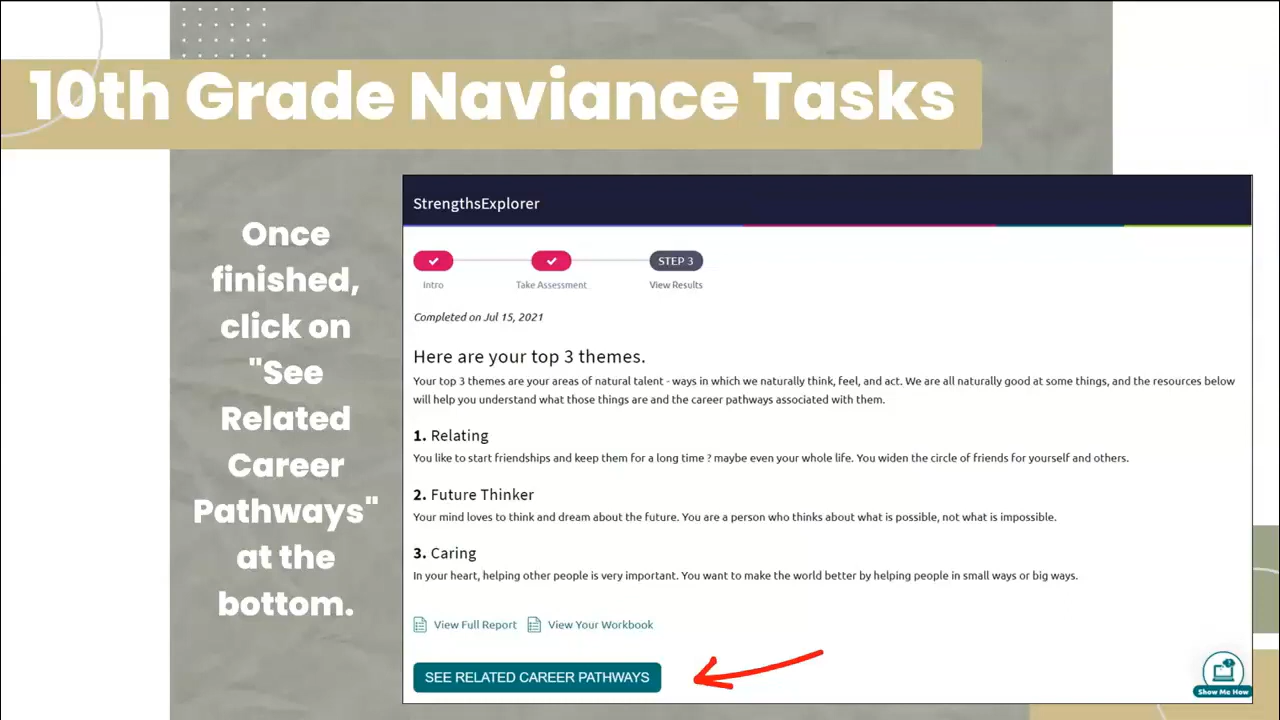 10th Grade Naviance Tasks
Once
finished,
click on
"See
Related
Career
Pathways"
at the
bottom.
StrengthsExplorer
STEP 3
Intro
Take Assessment
View Results
Completed on Jul 15, 2021
Here are your top 3 themes.
Your top 3 themes are your areas of natural talent - ways in which we naturally think, feel, and act. We are all naturally good at some things, and the resources below
will help you understand what those things are and the career pathways associated with them.
1. Relating
You like to start friendships and keep them for a long time ? maybe even your whole life. You widen the circle of friends for yourself and others.
2. Future Thinker
Your mind loves to think and dream about the future. You are a person who thinks about what is possible, not what is impossible.
3. Caring
In your heart, helping other people is very important. You want to make the world better by helping people in small ways or big ways.
View Full Report View Your Workbook
SEE RELATED CAREER PATHWAYS
Show Me How